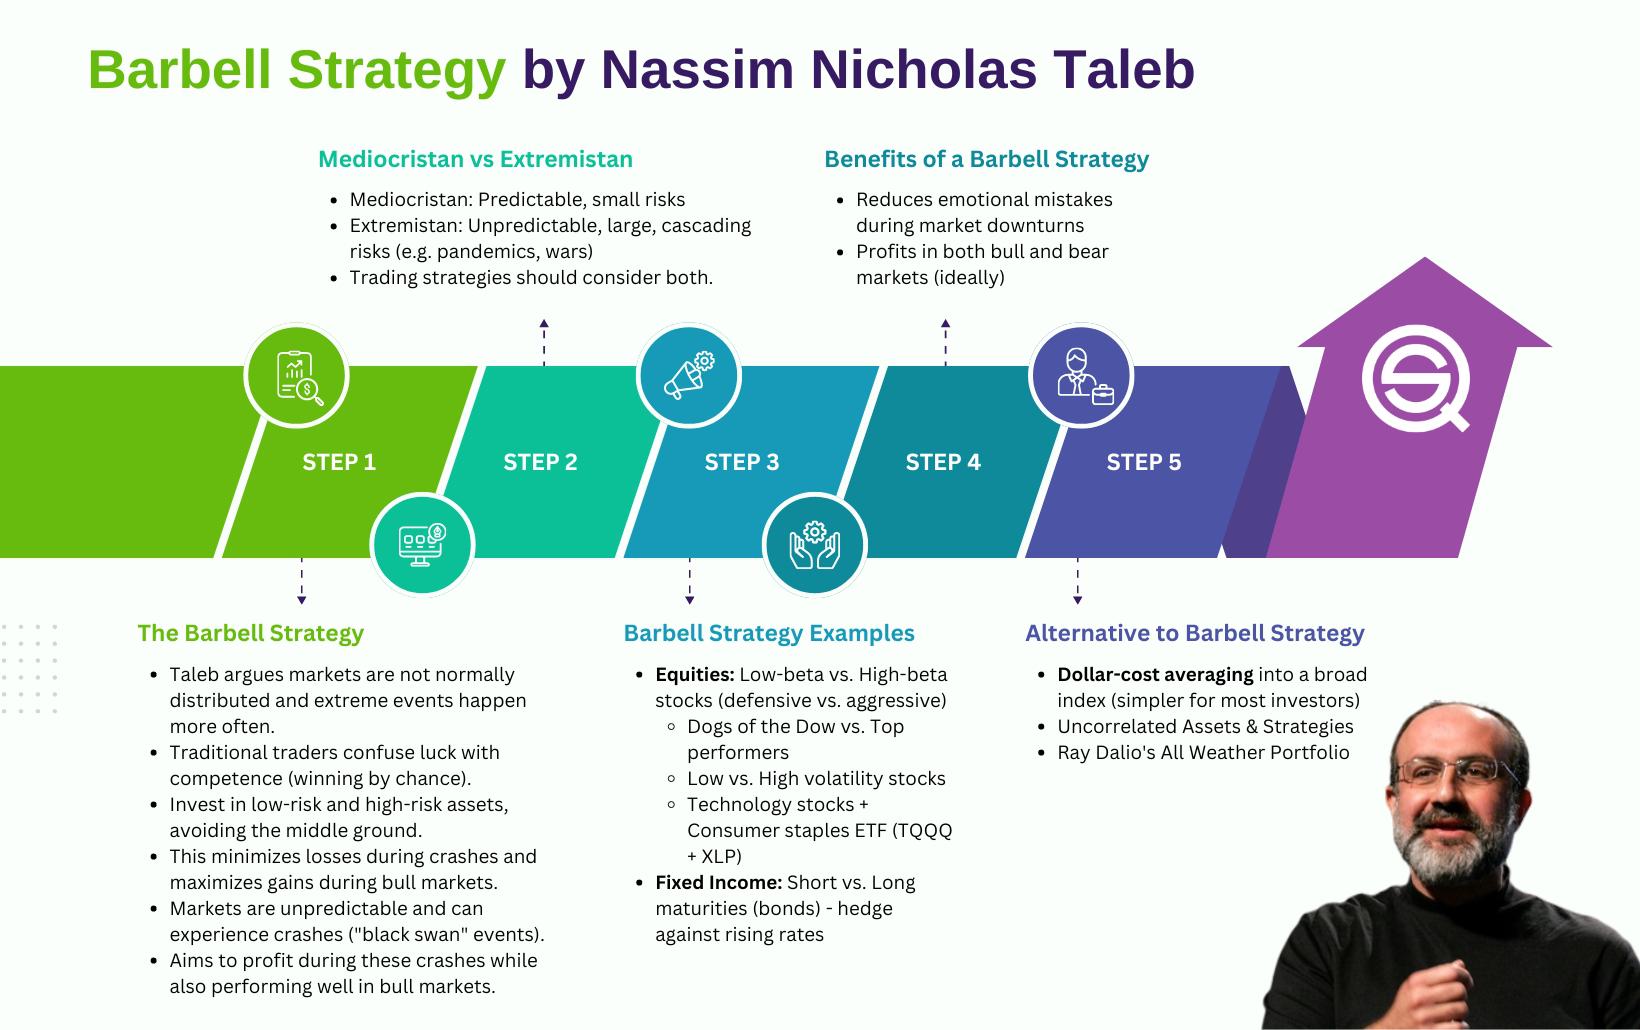 Barbell Strategy by Nassim Nicholas Taleb
Mediocristan vs Extremistan
• Mediocristan: Predictable, small risks
• Extremistan: Unpredictable, large, cascading
risks (e.g. pandemics, wars)
• Trading strategies should consider both.
Benefits of a Barbell Strategy
• Reduces emotional mistakes
during market downturns
• Profits in both bull and bear
markets (ideally)
STEP 1
STEP 2
STEP 3
STEP 4
STEP 5
The Barbell Strategy
• Taleb argues markets are not normally
distributed and extreme events happen
more often.
• Traditional traders confuse luck with
competence (winning by chance).
• Invest in low-risk and high-risk assets,
avoiding the middle ground.
• This minimizes losses during crashes and
maximizes gains during bull markets.
• Markets are unpredictable and can
experience crashes ("black swan" events).
• Aims to profit during these crashes while
also performing well in bull markets.
Barbell Strategy Examples
• Equities: Low-beta vs. High-beta
stocks (defensive vs. aggressive)
◦ Dogs of the Dow vs. Top
performers
◦ Low vs. High volatility stocks
◦ Technology stocks +
Consumer staples ETF (TQQQ
+ XLP)
• Fixed Income: Short vs. Long
maturities (bonds) - hedge
against rising rates
Alternative to Barbell Strategy
• Dollar-cost averaging into a broad
index (simpler for most investors)
• Uncorrelated Assets & Strategies
• Ray Dalio's All Weather Portfolio